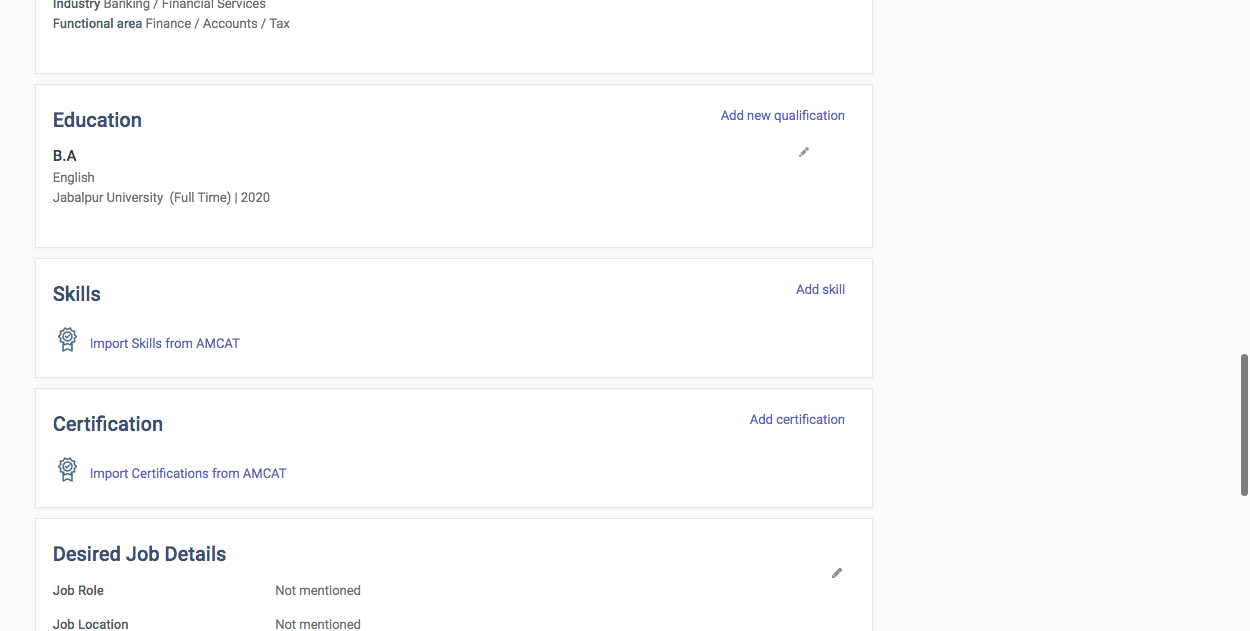 Industry Banking / Financial Services
Functional area Finance / Accounts / Tax
Education
Add new qualification
B.A
English
Jabalpur University (Full Time) | 2020
Skills
Add skill
Import Skills from AMCAT
Certification
Add certification
Import Certifications from AMCAT
Desired Job Details
Job Role Not mentioned
Job Location Not mentioned